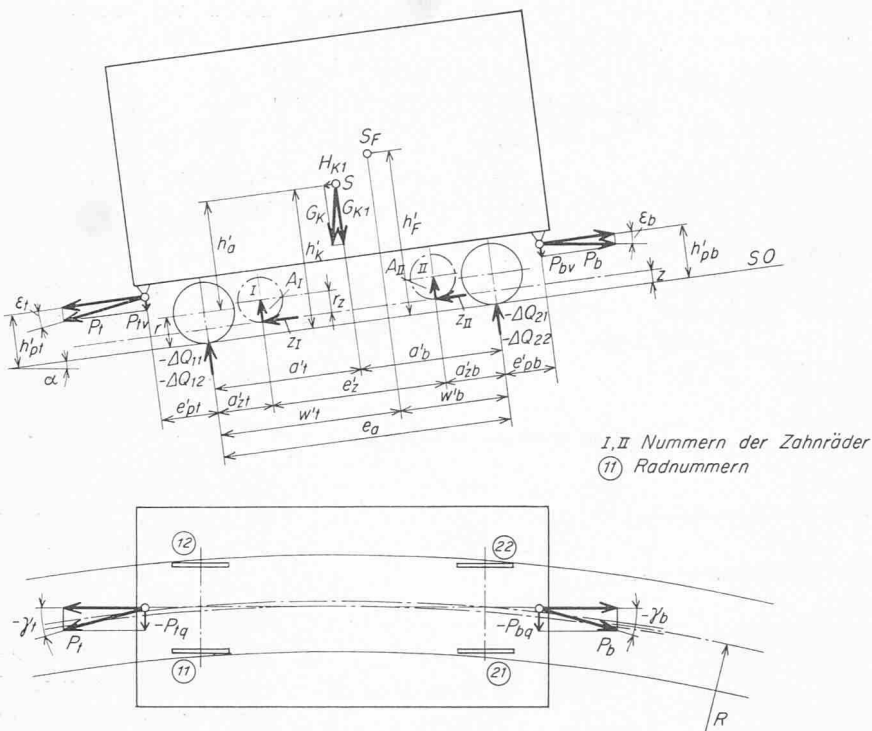 S_F
H_K1
S
G_K
G_K1
h'_a
h'_K
h'_F
ε_b
P_bv
P_b
h'_pb
SO
z
A_I
I
A_II
II
r_z
z_I
z_II
ε_t
P_t
P_tv
r
h'_pt
α
-ΔQ_11
-ΔQ_12
-ΔQ_21
-ΔQ_22
a'_t
a'_b
e'_pt
a'_zt
e'_z
a'_zb
e'_pb
w'_t
w'_b
e_a
I,II Nummern der Zahnräder
11 Radnummern
12
22
-γ_t
P_t
-P_tq
-P_bq
P_b
-γ_b
11
21
R